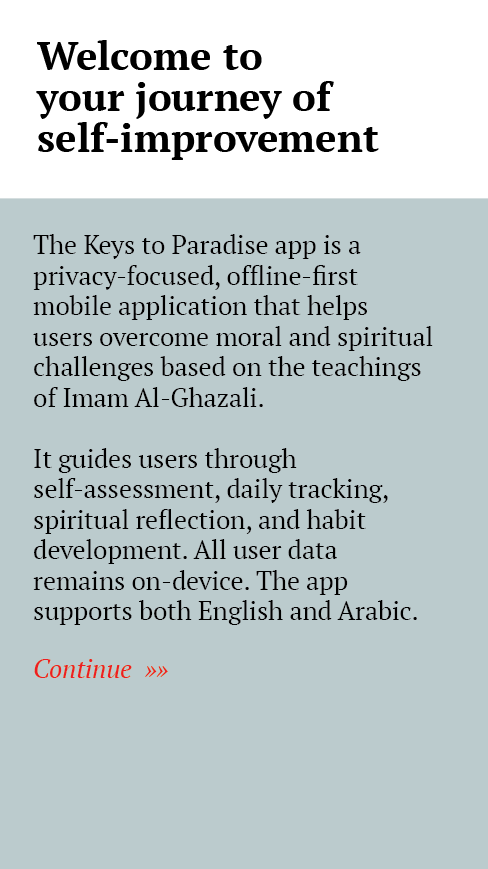 Welcome to
your journey of
self-improvement
The Keys to Paradise app is a
privacy-focused, offline-first
mobile application that helps
users overcome moral and spiritual
challenges based on the teachings
of Imam Al-Ghazali.
It guides users through
self-assessment, daily tracking,
spiritual reflection, and habit
development. All user data
remains on-device. The app
supports both English and Arabic.
Continue »»